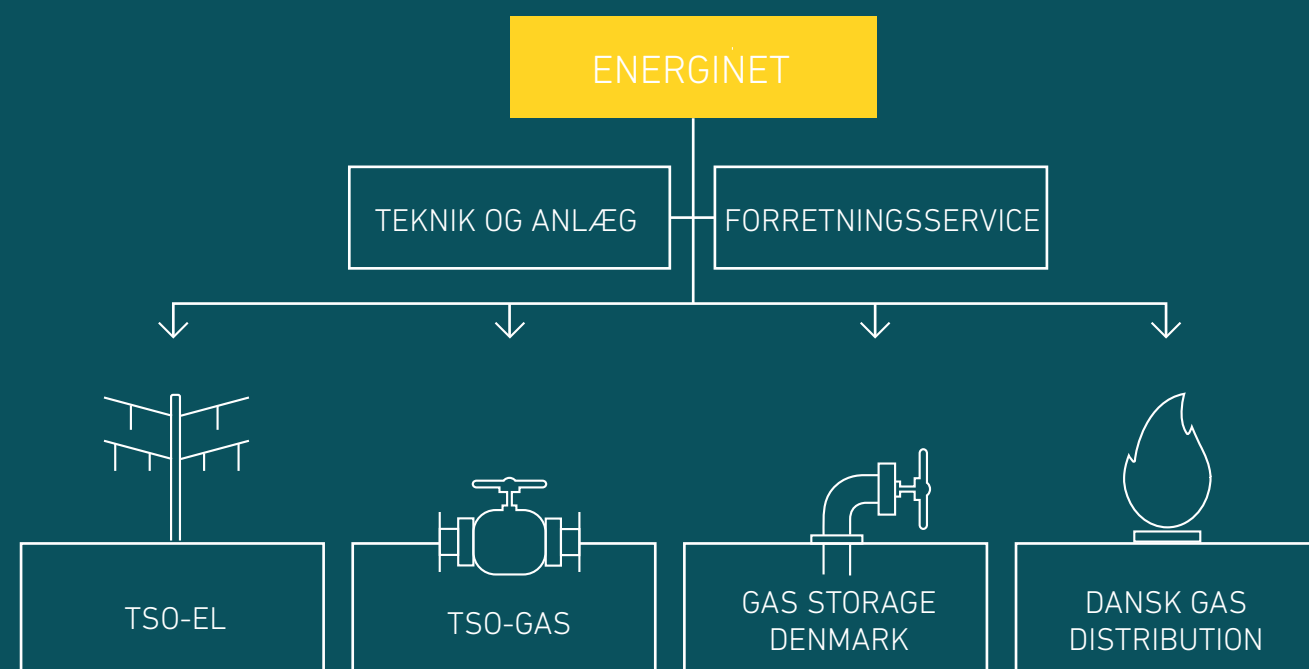 ENERGINET
TEKNIK OG ANLÆG
FORRETNINGSSERVICE
TSO-EL
TSO-GAS
GAS STORAGE
DENMARK
DANSK GAS
DISTRIBUTION